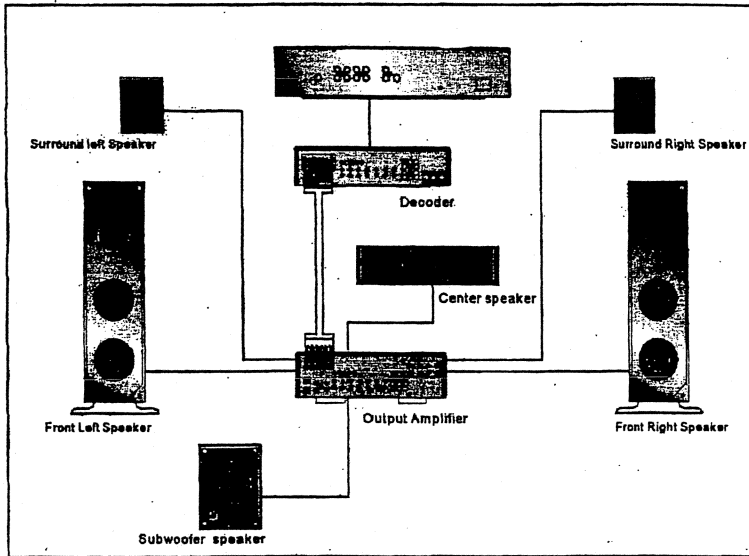 Surround left Speaker
Surround Right Speaker
Decoder.
Center speaker
Front Left Speaker
Output Amplifier
Front Right Speaker
Subwoofer speaker